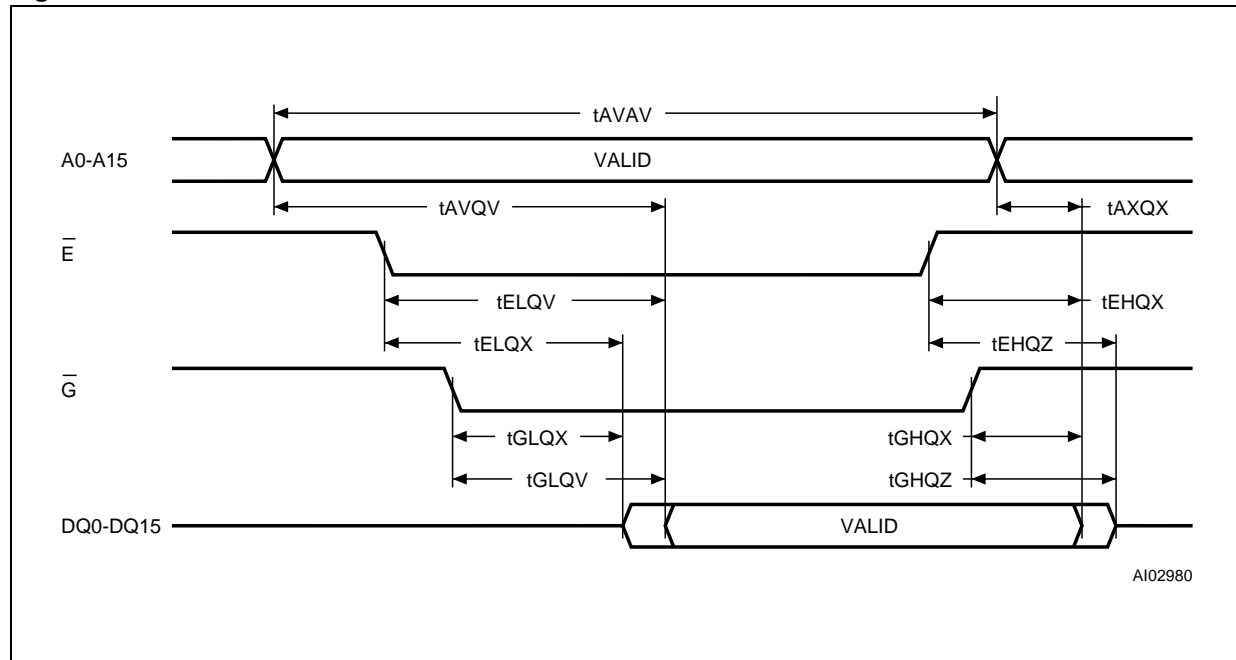 tAVAV
A0-A15
VALID
tAVQV
tAXQX
E
tELQV
tEHQX
tELQX
tEHQZ
G
tGLQX
tGHQX
tGLQV
tGHQZ
DQ0-DQ15
VALID
AI02980